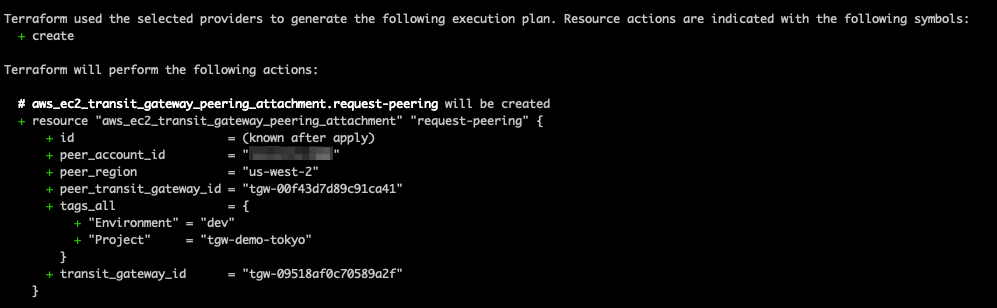 Terraform used the selected providers to generate the following execution plan. Resource actions are indicated with the following symbols:
  + create

Terraform will perform the following actions:

  # aws_ec2_transit_gateway_peering_attachment.request-peering will be created
  + resource "aws_ec2_transit_gateway_peering_attachment" "request-peering" {
      + id                      = (known after apply)
      + peer_account_id         = " "
      + peer_region             = "us-west-2"
      + peer_transit_gateway_id = "tgw-00f43d7d89c91ca41"
      + tags_all                = {
          + "Environment" = "dev"
          + "Project"     = "tgw-demo-tokyo"
        }
      + transit_gateway_id      = "tgw-09518af0c70589a2f"
    }